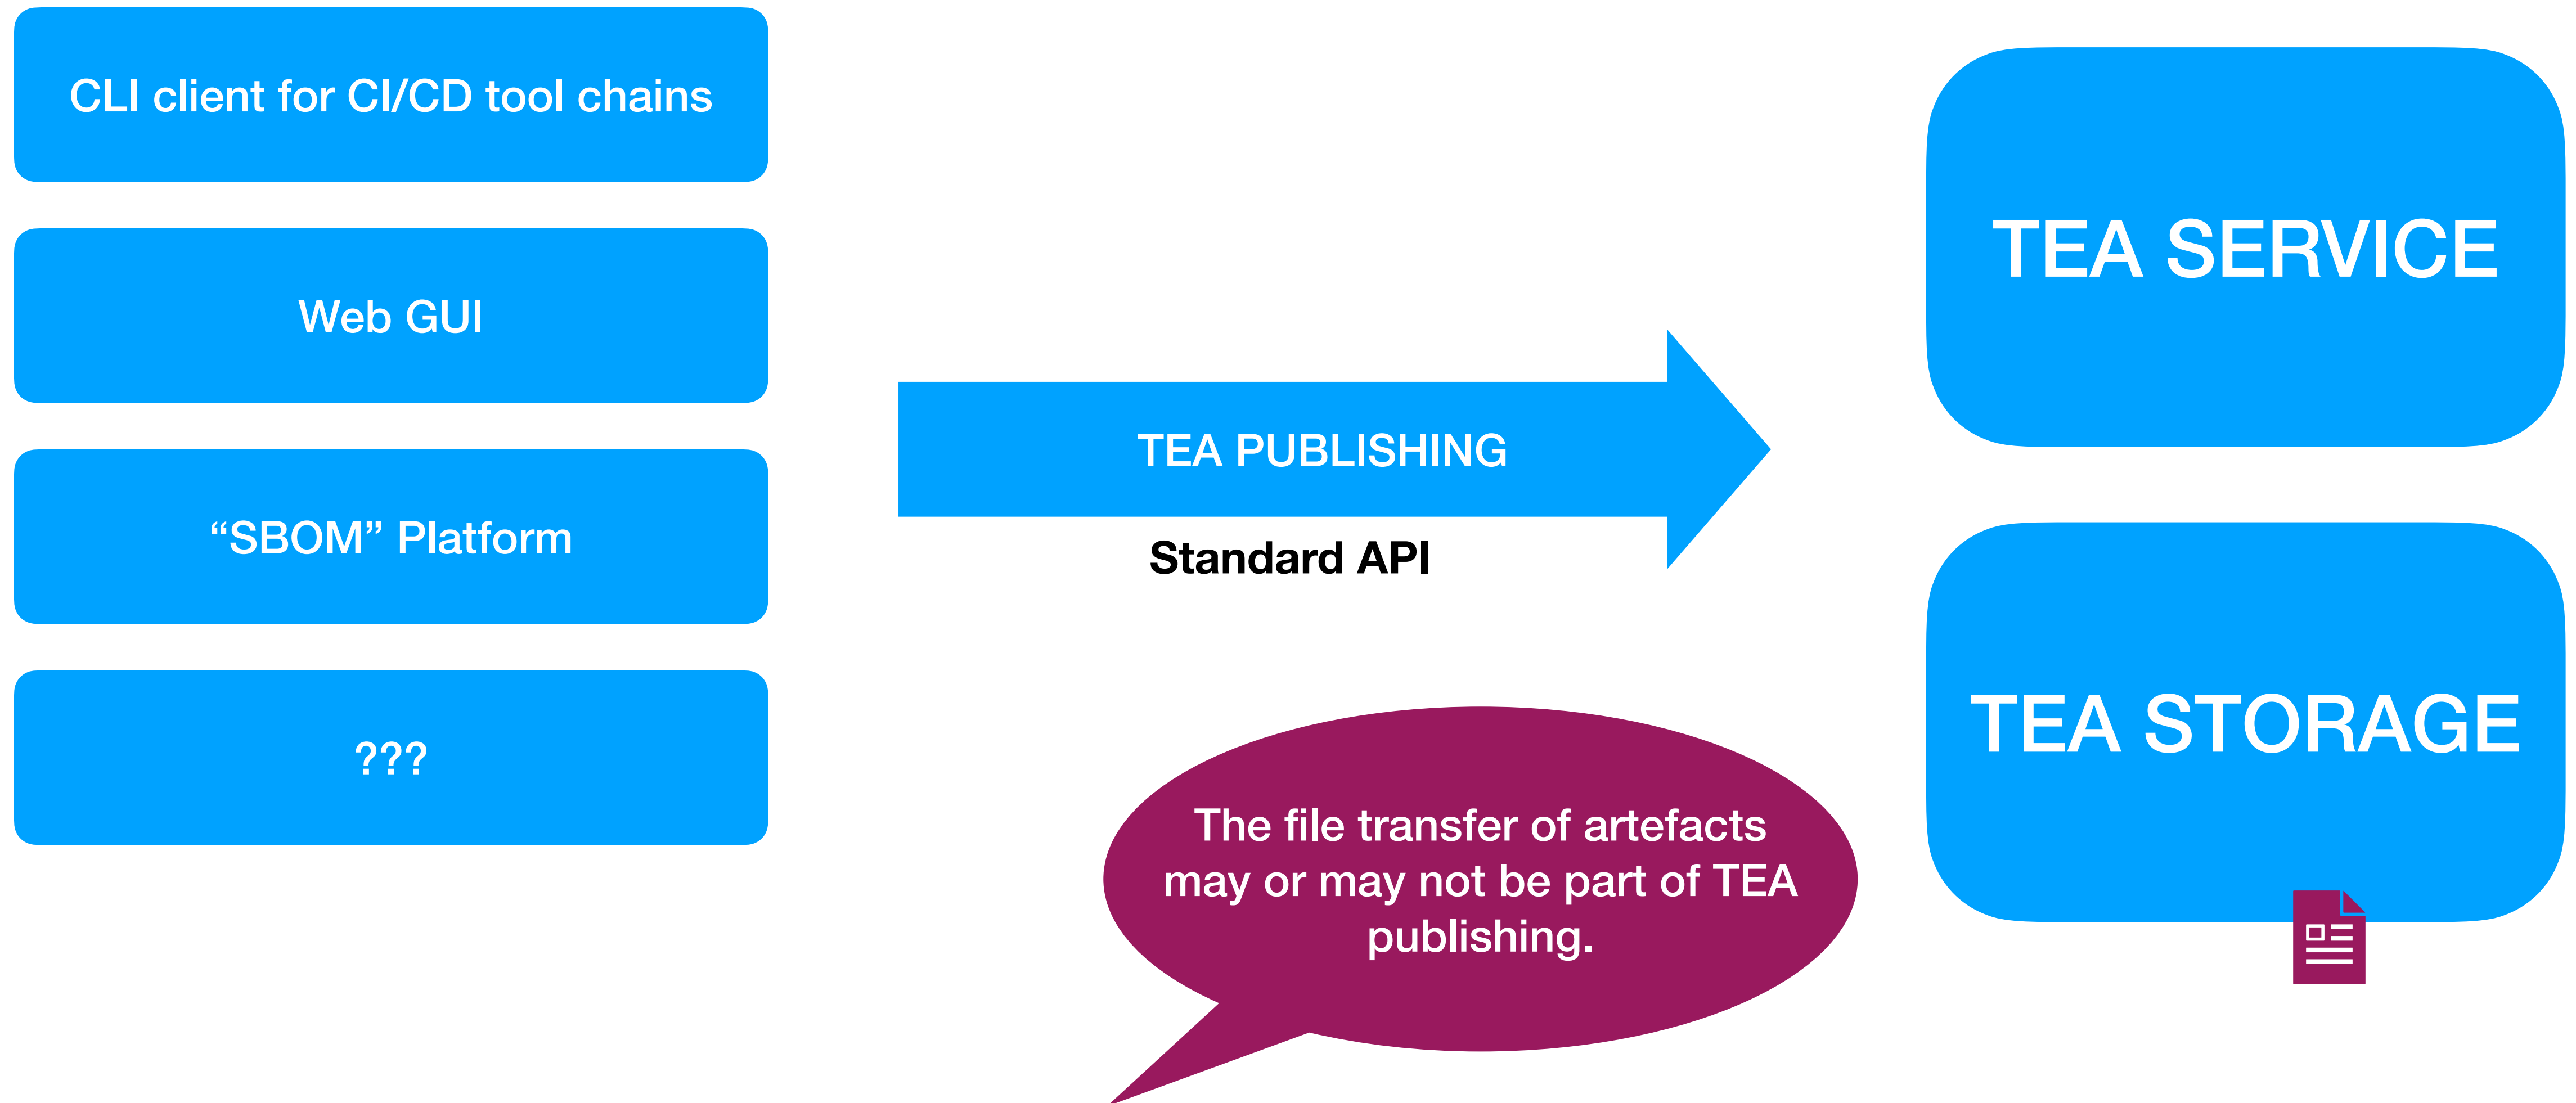 CLI client for CI/CD tool chains
Web GUI
“SBOM” Platform
???
TEA PUBLISHING
Standard API
The file transfer of artefacts
may or may not be part of TEA
publishing.
TEA SERVICE
TEA STORAGE